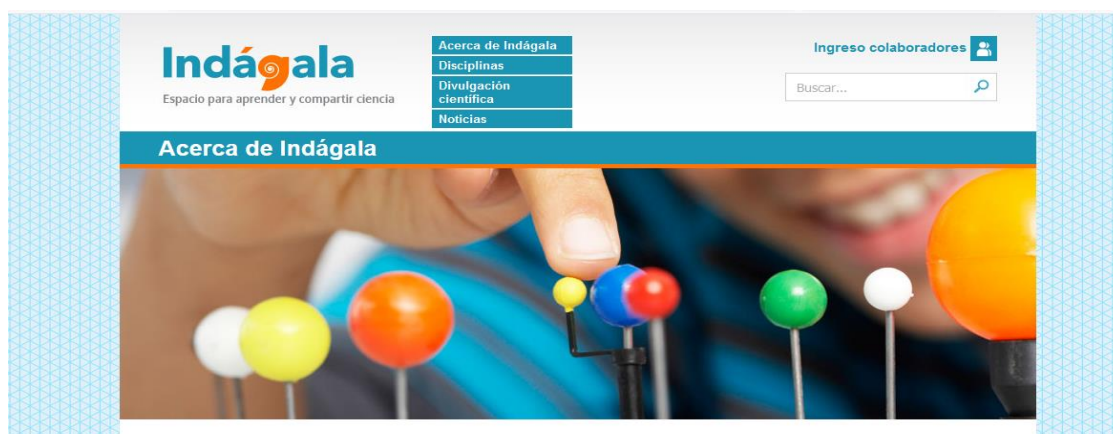 Indágala
Espacio para aprender y compartir ciencia
Acerca de Indágala
Disciplinas
Divulgación
científica
Noticias
Ingreso colaboradores
Buscar...
Acerca de Indágala